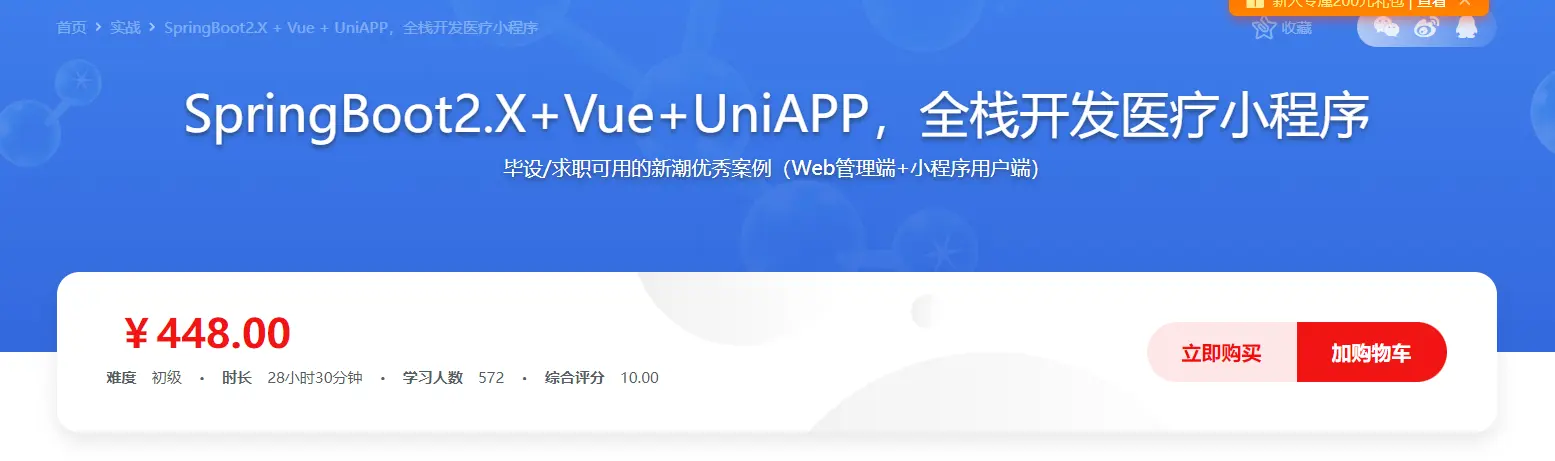 新人专属200元礼包 | 查看
首页 > 实战 > SpringBoot2.X + Vue + UniAPP，全栈开发医疗小程序
收藏
SpringBoot2.X+Vue+UniAPP，全栈开发医疗小程序
毕设/求职可用的新潮优秀案例（Web管理端+小程序用户端）
￥448.00
难度 初级 · 时长 28小时30分钟 · 学习人数 572 · 综合评分 10.00
立即购买 加购物车